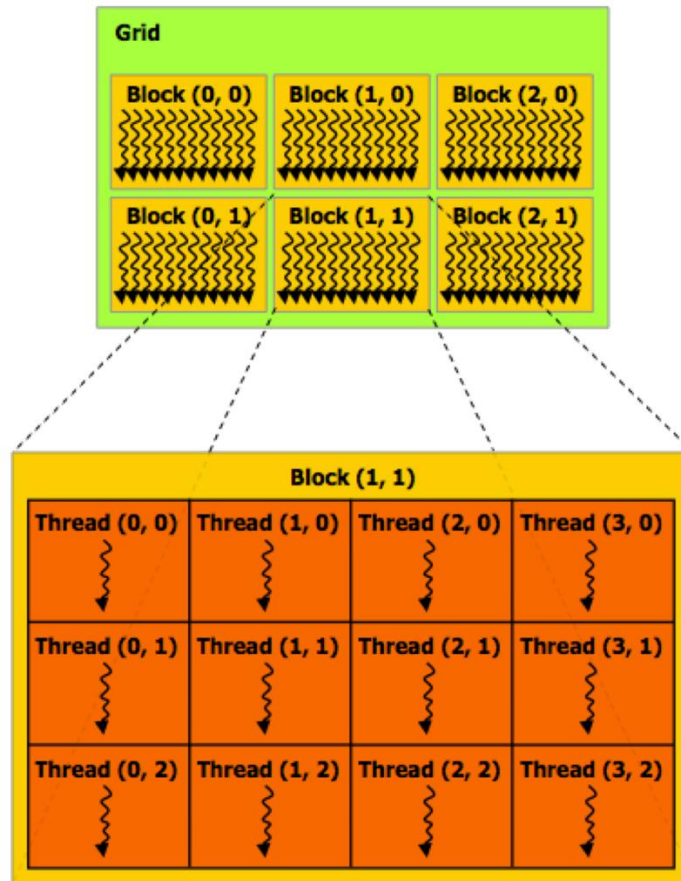 Grid
Block (0, 0) Block (1, 0) Block (2, 0)
Block (0, 1) Block (1, 1) Block (2, 1)
Block (1, 1)
Thread (0, 0) Thread (1, 0) Thread (2, 0) Thread (3, 0)
Thread (0, 1) Thread (1, 1) Thread (2, 1) Thread (3, 1)
Thread (0, 2) Thread (1, 2) Thread (2, 2) Thread (3, 2)